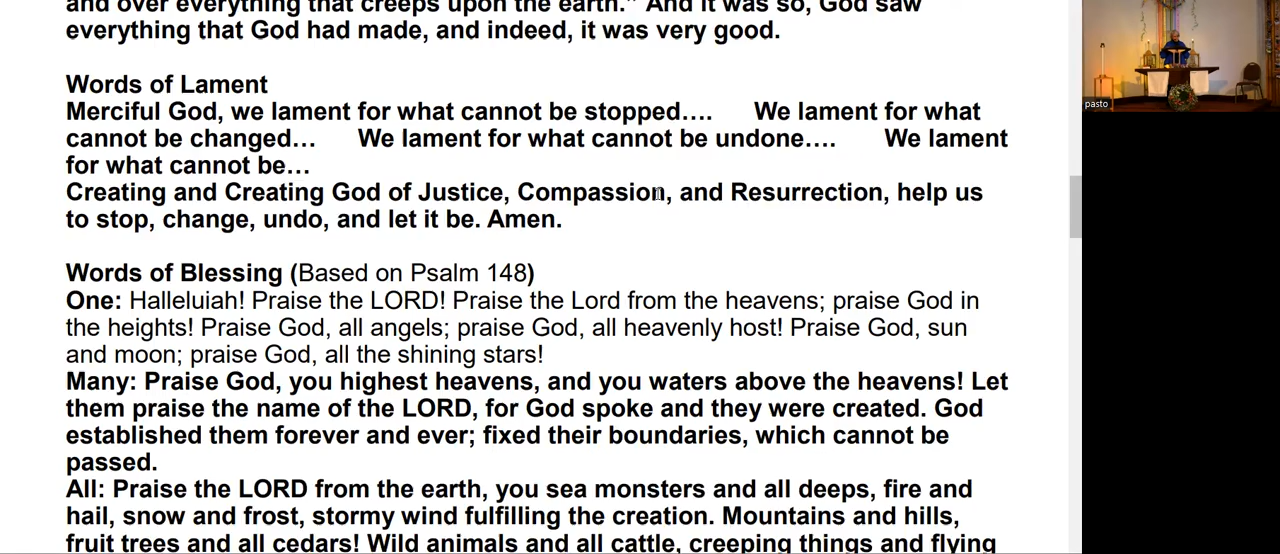 and over everything that creeps upon the earth." And it was so, God saw
everything that God had made, and indeed, it was very good.
Words of Lament
Merciful God, we lament for what cannot be stopped…. We lament for what
cannot be changed… We lament for what cannot be undone…. We lament
for what cannot be…
Creating and Creating God of Justice, Compassion, and Resurrection, help us
to stop, change, undo, and let it be. Amen.
Words of Blessing (Based on Psalm 148)
One: Halleluiah! Praise the LORD! Praise the Lord from the heavens; praise God in
the heights! Praise God, all angels; praise God, all heavenly host! Praise God, sun
and moon; praise God, all the shining stars!
Many: Praise God, you highest heavens, and you waters above the heavens! Let
them praise the name of the LORD, for God spoke and they were created. God
established them forever and ever; fixed their boundaries, which cannot be
passed.
All: Praise the LORD from the earth, you sea monsters and all deeps, fire and
hail, snow and frost, stormy wind fulfilling the creation. Mountains and hills,
fruit trees and all cedars! Wild animals and all cattle, creeping things and flying
pasto